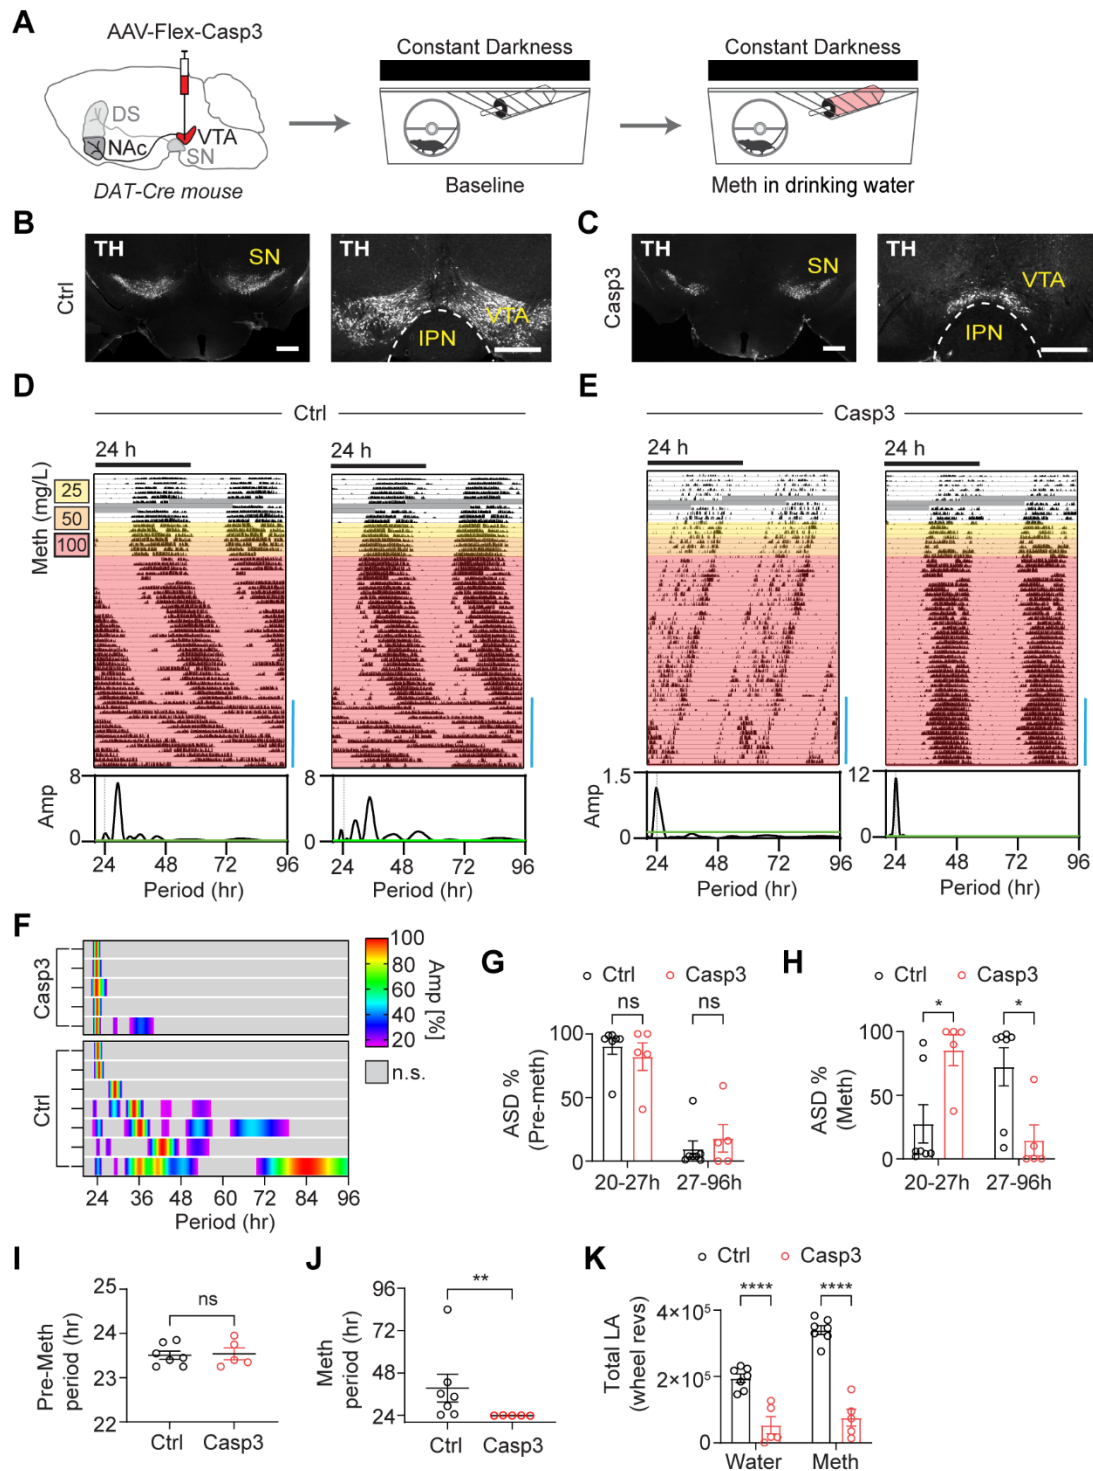 A
AAV-Flex-Casp3
DS
NAc
VTA
SN
DAT-Cre mouse
Constant Darkness
Baseline
Constant Darkness
Meth in drinking water
B
Ctrl
TH
SN
TH
VTA
IPN
C
Casp3
TH
SN
TH
VTA
IPN
D
Ctrl
24 h
Meth (mg/L)
25
50
100
8
0
Amp
24 48 72 96
Period (hr)
8
0
24 48 72 96
Period (hr)
E
Casp3
24 h
1.5
0
Amp
24 48 72 96
Period (hr)
12
0
24 48 72 96
Period (hr)
F
Casp3
Ctrl
24 36 48 60 72 84 96
Period (hr)
100
80
60
40
20
Amp [%]
n.s.
G
Ctrl Casp3
ns ns
100
50
0
ASD %
(Pre-meth)
20-27h 27-96h
H
Ctrl Casp3
* *
100
50
0
ASD %
(Meth)
20-27h 27-96h
I
25
24
23
22
Pre-Meth
period (hr)
ns
Ctrl Casp3
J
96
72
48
24
Meth
period (hr)
**
Ctrl Casp3
K
Ctrl Casp3
**** ****
4×10⁵
2×10⁵
0
Total LA
(wheel revs)
Water Meth